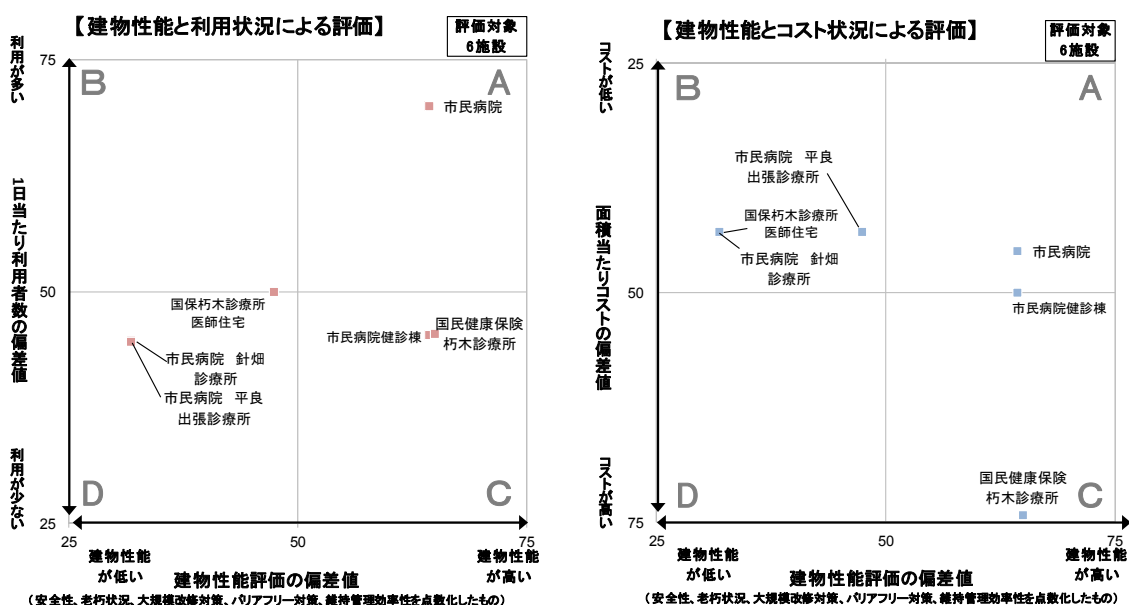 【建物性能と利用状況による評価】
評価対象
6施設
利用が多い
75
B
A
市民病院
1日当たり利用者数の偏差値
50
国保朽木診療所
医師住宅
国民健康保険
朽木診療所
市民病院健診棟
市民病院 針畑
診療所
市民病院 平良
出張診療所
利用が少ない
D
C
25
25
50
75
建物性能
が低い
建物性能
が高い
建物性能評価の偏差値
(安全性、老朽状況、大規模改修対策、バリアフリー対策、維持管理効率性を点数化したもの)
【建物性能とコスト状況による評価】
評価対象
6施設
コストが低い
25
B
A
市民病院 平良
出張診療所
国保朽木診療所
医師住宅
市民病院 針畑
診療所
市民病院
面積当たりコストの偏差値
50
市民病院健診棟
コストが高い
国民健康保険
朽木診療所
D
C
75
25
50
75
建物性能
が低い
建物性能
が高い
建物性能評価の偏差値
(安全性、老朽状況、大規模改修対策、バリアフリー対策、維持管理効率性を点数化したもの)